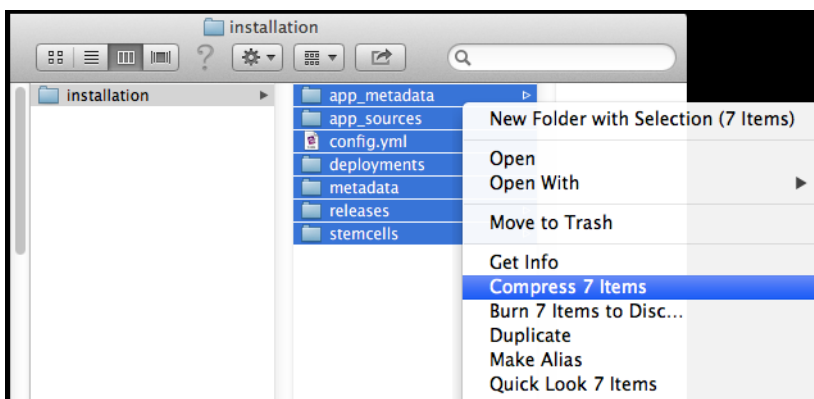 installation
installation
app_metadata
app_sources
config.yml
deployments
metadata
releases
stemcells
New Folder with Selection (7 Items)
Open
Open With
Move to Trash
Get Info
Compress 7 Items
Burn 7 Items to Disc...
Duplicate
Make Alias
Quick Look 7 Items